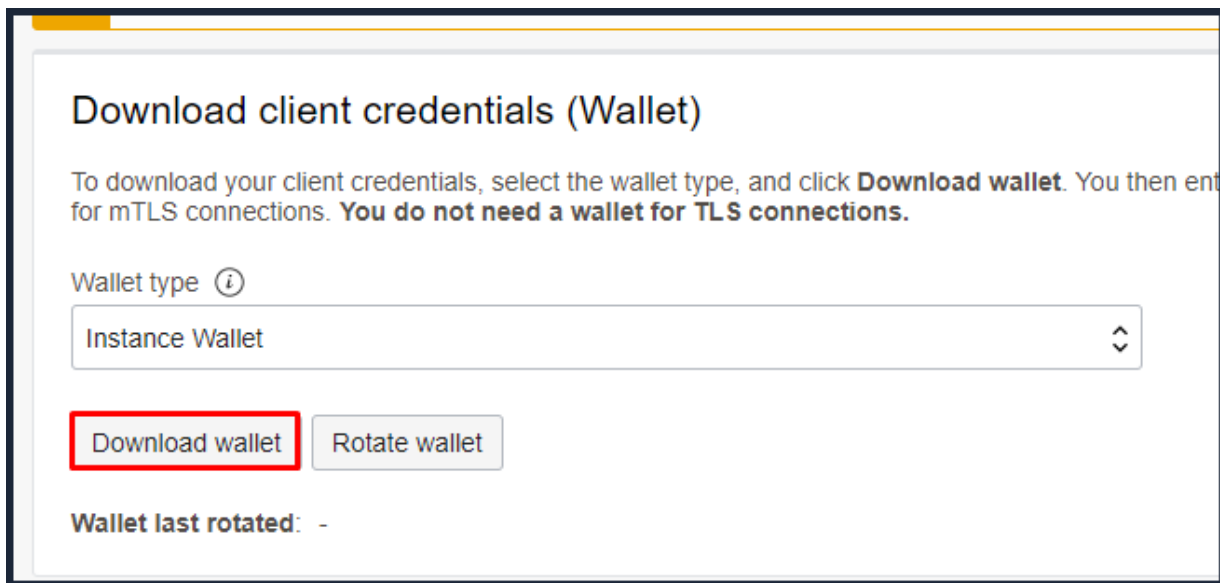 Download client credentials (Wallet)
To download your client credentials, select the wallet type, and click Download wallet. You then
for mTLS connections. You do not need a wallet for TLS connections.
Wallet type
Instance Wallet
Download wallet Rotate wallet
Wallet last rotated: -